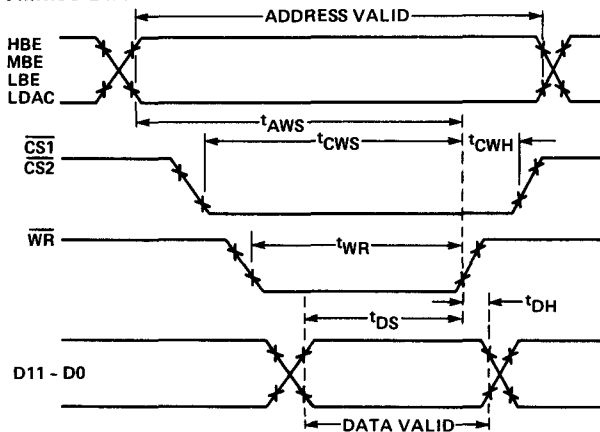 ADDRESS VALID
HBE
MBE
LBE
LDAC
tAWS
tCWS
tCWH
CS1
CS2
WR
tWR
tDH
tDS
D11 - D0
DATA VALID